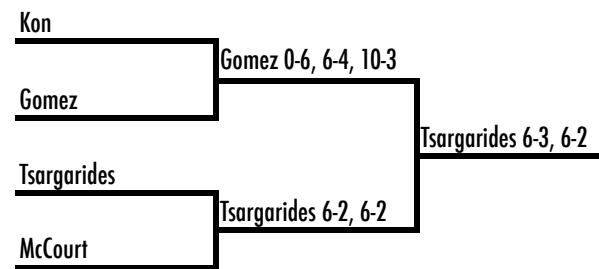 Kon
Gomez 0-6, 6-4, 10-3
Gomez
Tsargarides 6-3, 6-2
Tsargarides
Tsargarides 6-2, 6-2
McCourt